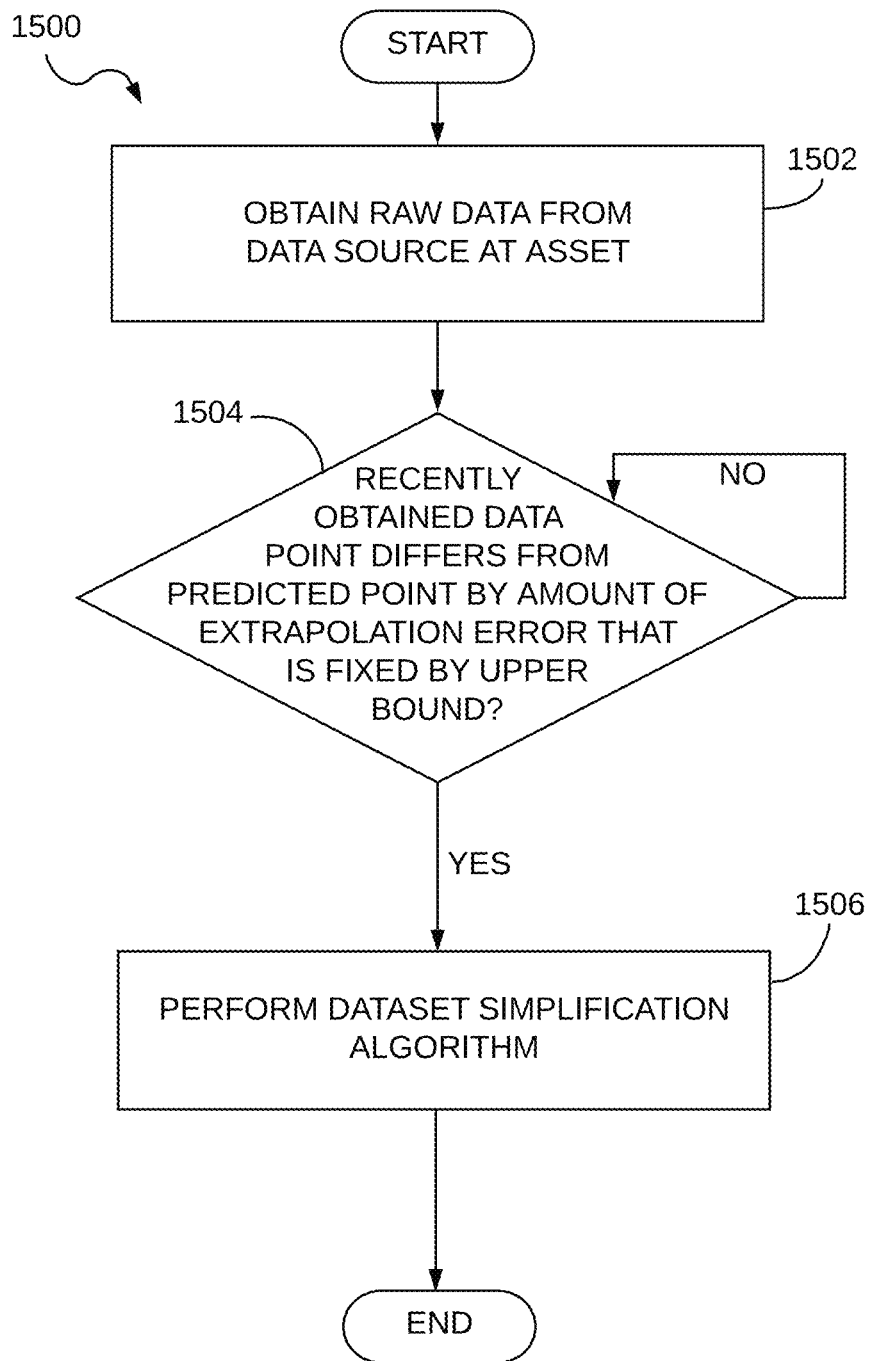 1500
START
1502
OBTAIN RAW DATA FROM
DATA SOURCE AT ASSET
1504
RECENTLY
OBTAINED DATA
POINT DIFFERS FROM
PREDICTED POINT BY AMOUNT OF
EXTRAPOLATION ERROR THAT
IS FIXED BY UPPER
BOUND?
NO
YES
1506
PERFORM DATASET SIMPLIFICATION
ALGORITHM
END